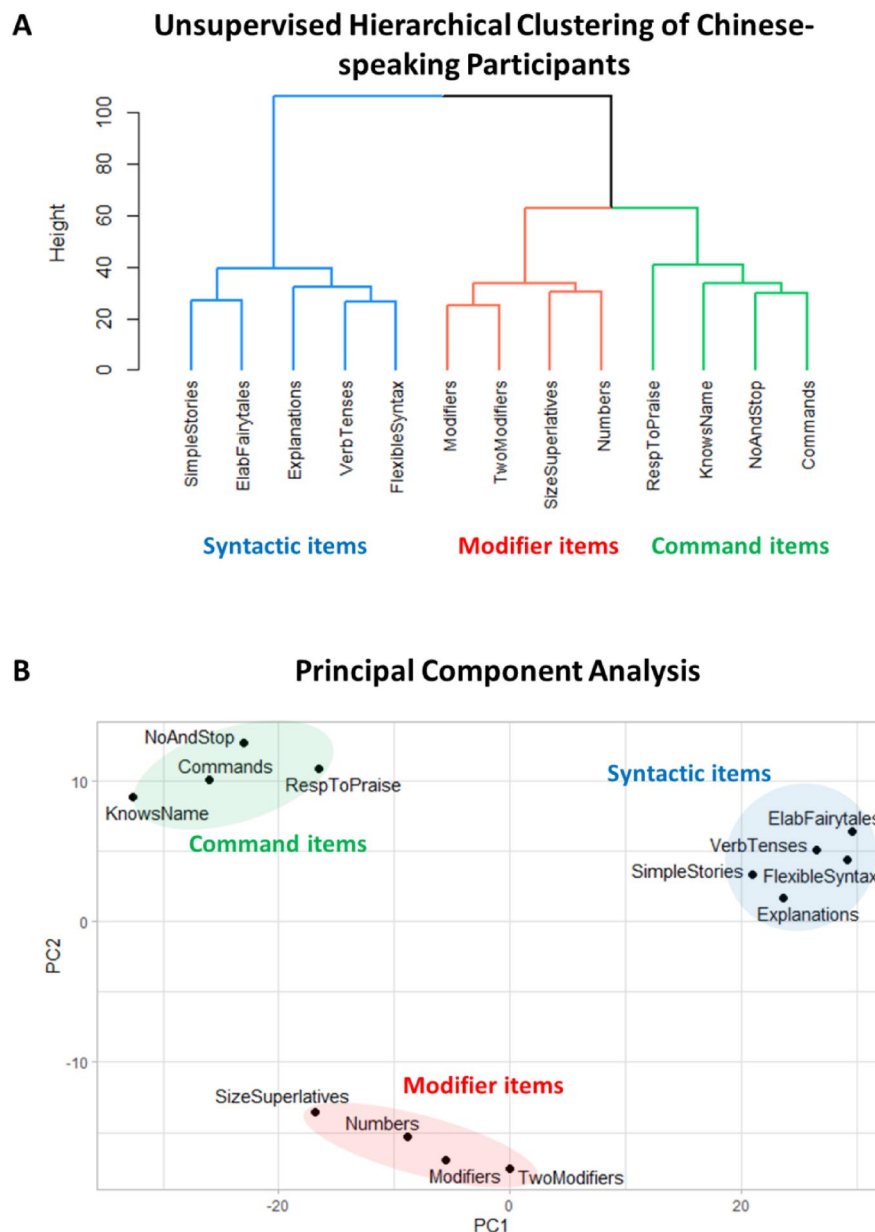 A
Unsupervised Hierarchical Clustering of Chinese-
speaking Participants
Height
100
80
60
40
20
0
SimpleStories
ElabFairytales
Explanations
VerbTenses
FlexibleSyntax
Modifiers
TwoModifiers
SizeSuperlatives
Numbers
RespToPraise
KnowsName
NoAndStop
Commands
Syntactic items
Modifier items
Command items
B
Principal Component Analysis
NoAndStop
Commands
RespToPraise
KnowsName
Command items
Syntactic items
ElabFairytales
VerbTenses
SimpleStories
FlexibleSyntax
Explanations
10
0
-10
PC2
Modifier items
SizeSuperlatives
Numbers
Modifiers
TwoModifiers
-20
0
20
PC1